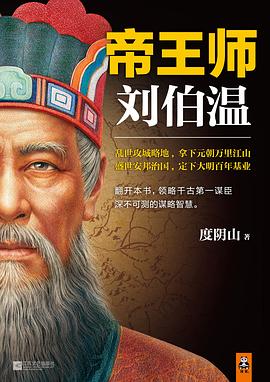 帝王师
刘伯温
乱世攻城略地，拿下元朝万里江山
盛世安邦治国，定下大明百年基业
翻开本书，领略千古第一谋臣
深不可测的谋略智慧。
度阴山 著